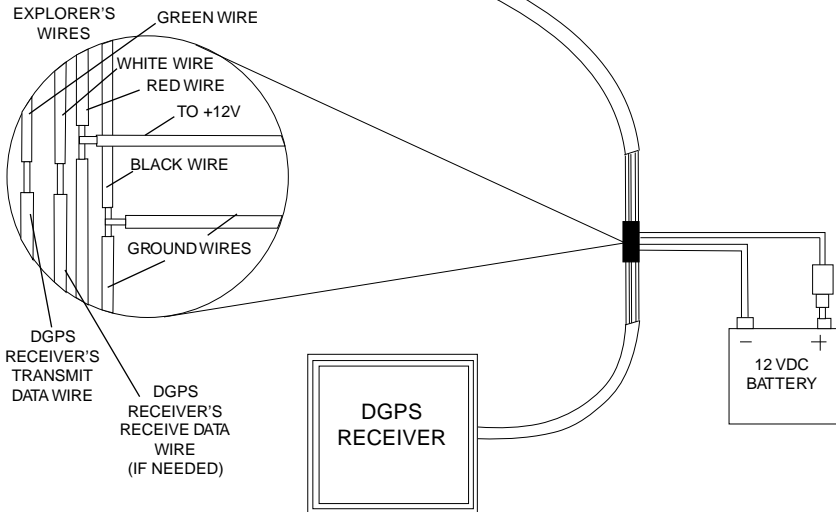 EXPLORER'S
WIRES
GREEN WIRE
WHITE WIRE
RED WIRE
TO +12V
BLACK WIRE
GROUND WIRES
DGPS
RECEIVER'S
TRANSMIT
DATA WIRE
DGPS
RECEIVER'S
RECEIVE DATA
WIRE
(IF NEEDED)
DGPS
RECEIVER
– +
12 VDC
BATTERY